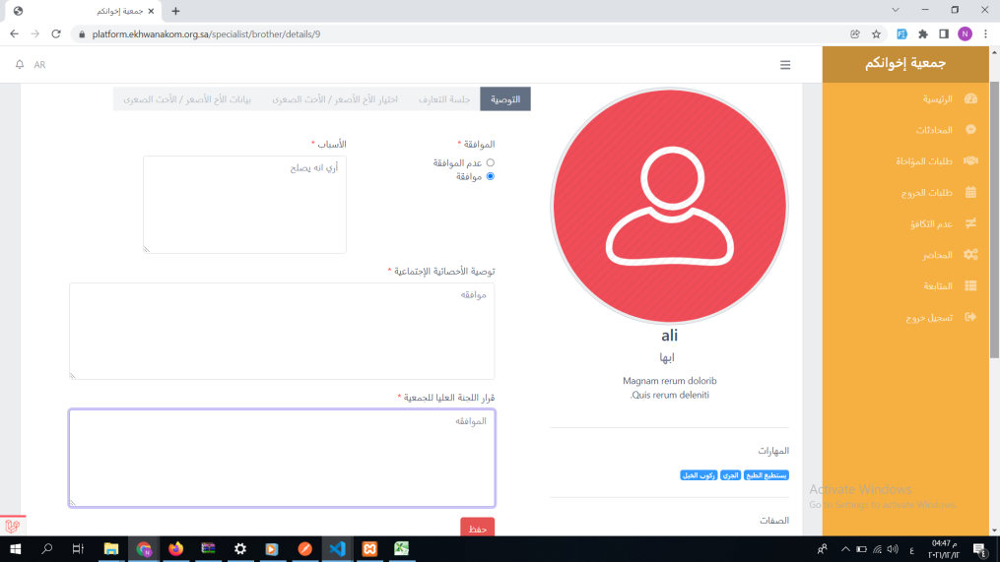 جمعية إخوانكم
platform.ekhwanakom.org.sa/specialist/brother/details/9
N
AR
جمعية إخوانكم
الرئيسية
المحادثات
طلبات المؤاخاة
طلبات الخروج
عدم التكافؤ
المحاضر
المتابعة
تسجيل خروج
التوصية
جلسة التعارف
اختيار الأخ الأصغر / الأخت الصغرى
بيانات الأخ الأصغر / الأخت الصغرى
الموافقة *
عدم الموافقة
موافقة
الأسباب *
أري انه يصلح
توصية الأخصائية الإجتماعية *
موافقه
قرار اللجنة العليا للجمعية *
الموافقه
حفظ
ali
ابها
Magnam rerum dolorib
.Quis rerum deleniti
المهارات
يستطيع الطبخ
الجري
ركوب الخيل
الصفات
Activate Windows
Go to Settings to activate Windows.
ع
04:47 م
٢٠٢١/١٢/١٢